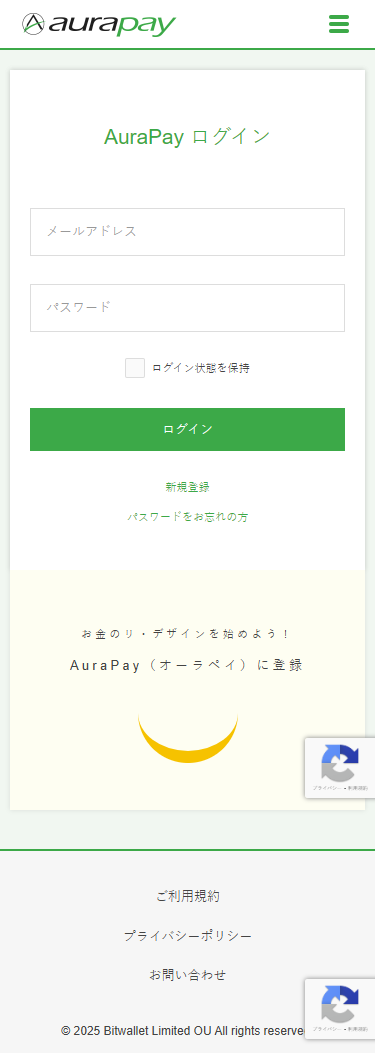 aurapay
AuraPay ログイン
メールアドレス
パスワード
ログイン状態を保持
ログイン
新規登録
パスワードをお忘れの方
お金のリ・デザインを始めよう！
AuraPay（オーラペイ）に登録
プライバシー • 利用規約
ご利用規約
プライバシーポリシー
お問い合わせ
プライバシー • 利用規約
© 2025 Bitwallet Limited OU All rights reserve